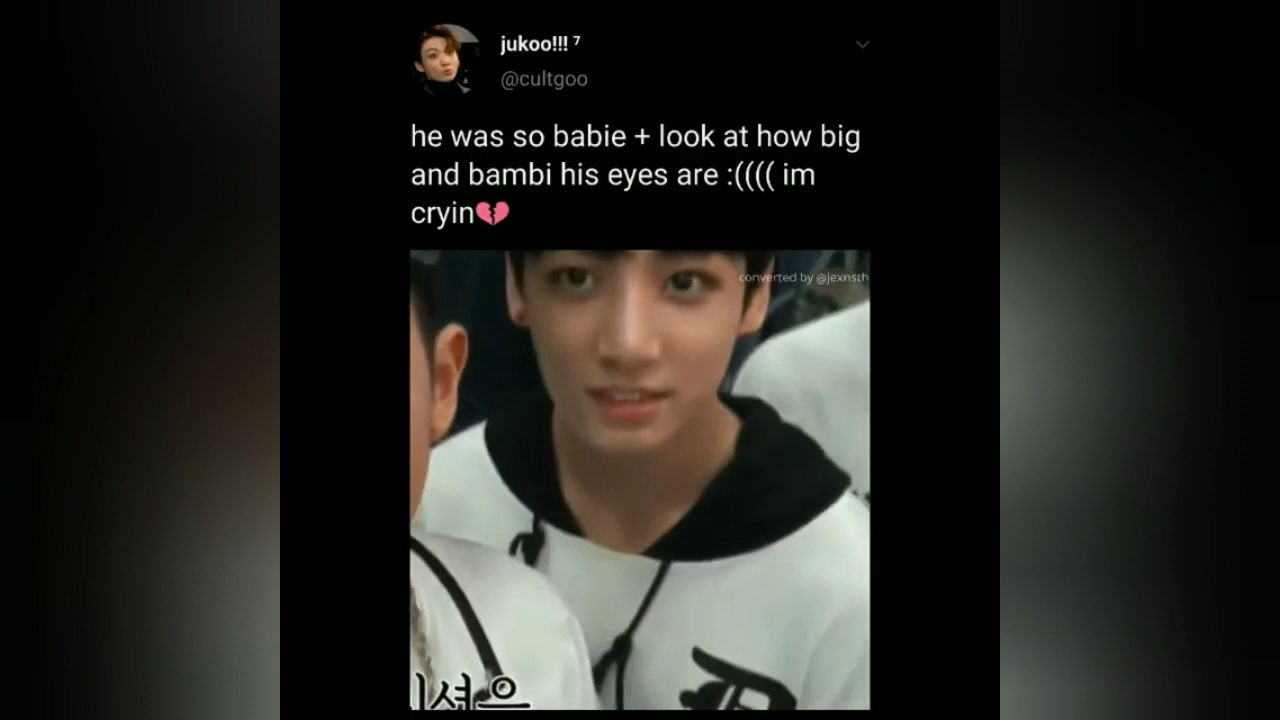 jukoo!!! ⁷
@cultgoo
he was so babie + look at how big
and bambi his eyes are :(((( im
cryin💔
converted by @jexnsth
D